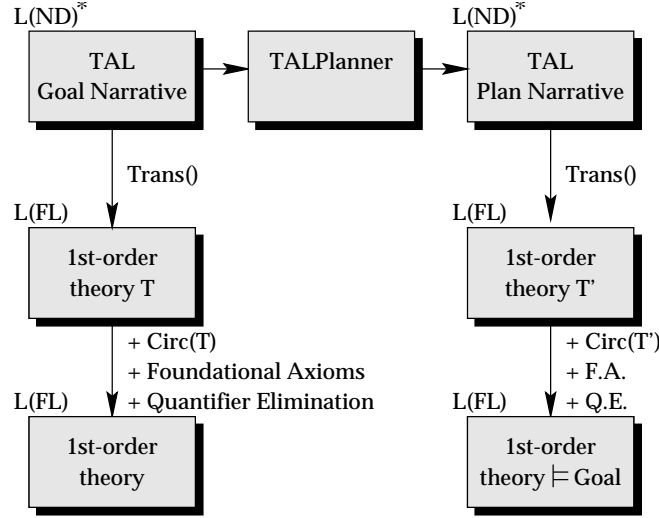 L(ND)*
TAL
Goal Narrative
TALPlanner
L(ND)*
TAL
Plan Narrative
Trans()
Trans()
L(FL)
1st-order
theory T
L(FL)
1st-order
theory T'
+ Circ(T)
+ Foundational Axioms
+ Quantifier Elimination
+ Circ(T')
+ F.A.
+ Q.E.
L(FL)
1st-order
theory
L(FL)
1st-order
theory ⊨ Goal